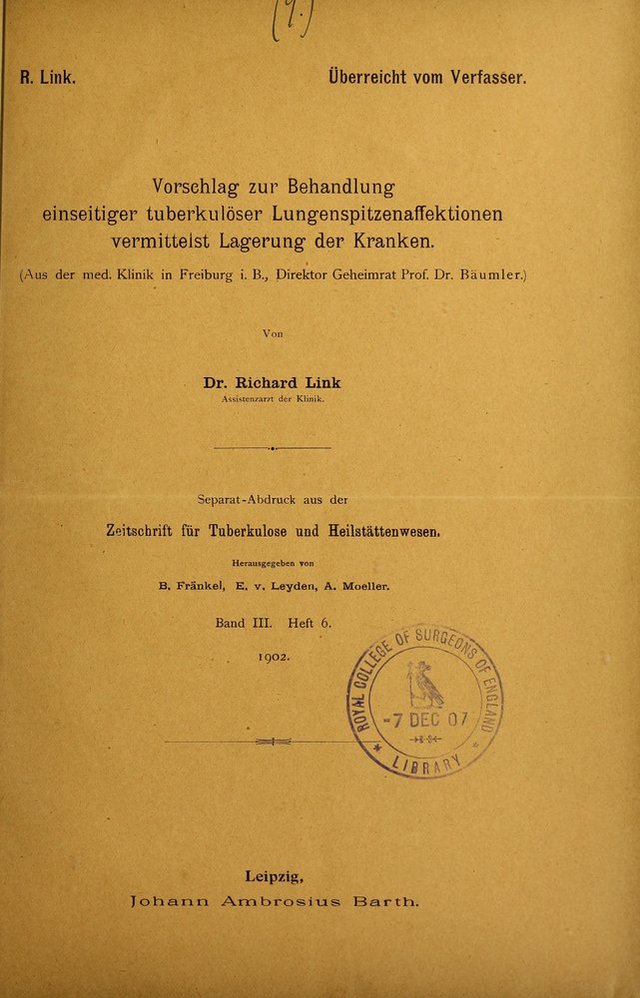 (9.)
R. Link. Überreicht vom Verfasser.
Vorschlag zur Behandlung
einseitiger tuberkulöser Lungenspitzenaffektionen
vermittelst Lagerung der Kranken.
(Aus der med. Klinik in Freiburg i. B., Direktor Geheimrat Prof. Dr. Bäumler.)
Von
Dr. Richard Link
Assistenzarzt der Klinik.
Separat-Abdruck aus der
Zeitschrift für Tuberkulose und Heilstättenwesen.
Herausgegeben von
B. Fränkel, E. v. Leyden, A. Moeller.
Band III. Heft 6.
1902.
ROYAL COLLEGE OF SURGEONS OF ENGLAND
-7 DEC 07
* LIBRARY *
Leipzig,
Johann Ambrosius Barth.